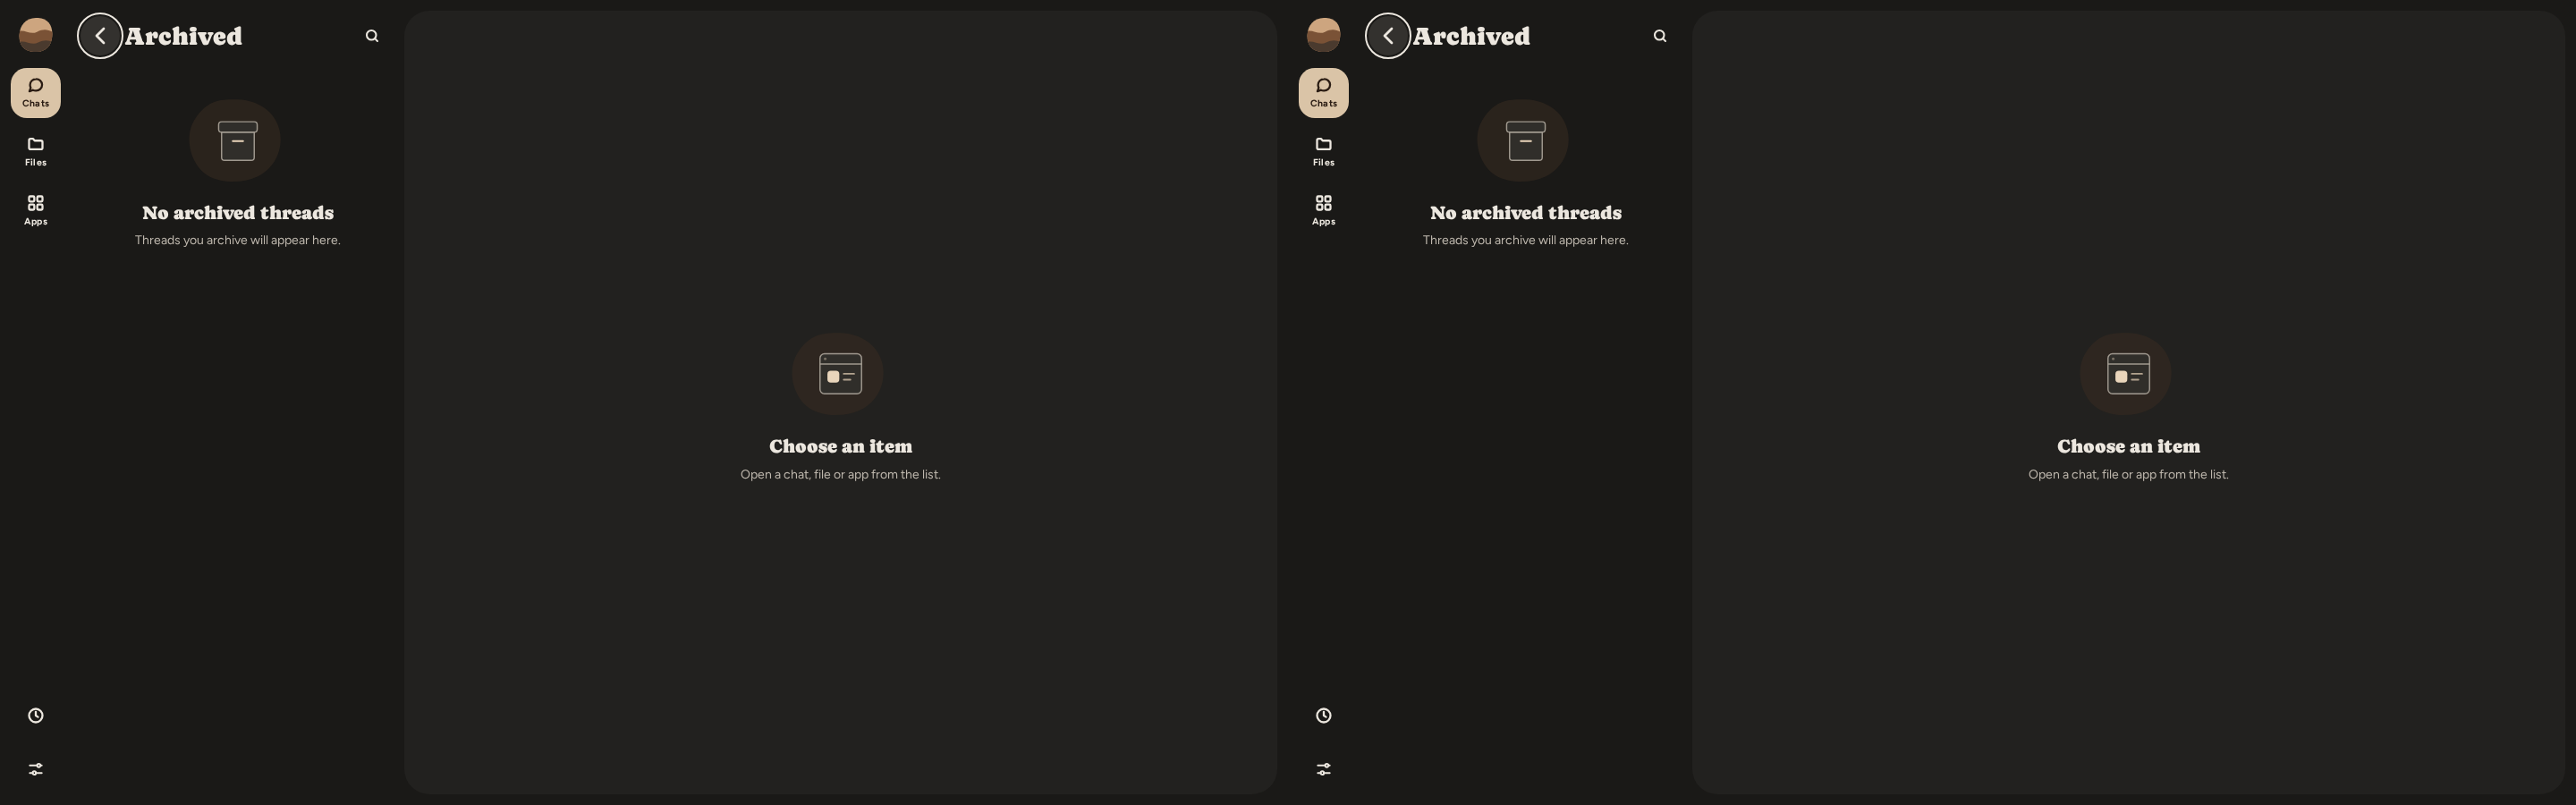 Archived
Chats
Files
Apps
No archived threads
Threads you archive will appear here.
Choose an item
Open a chat, file or app from the list.
Archived
Chats
Files
Apps
No archived threads
Threads you archive will appear here.
Choose an item
Open a chat, file or app from the list.